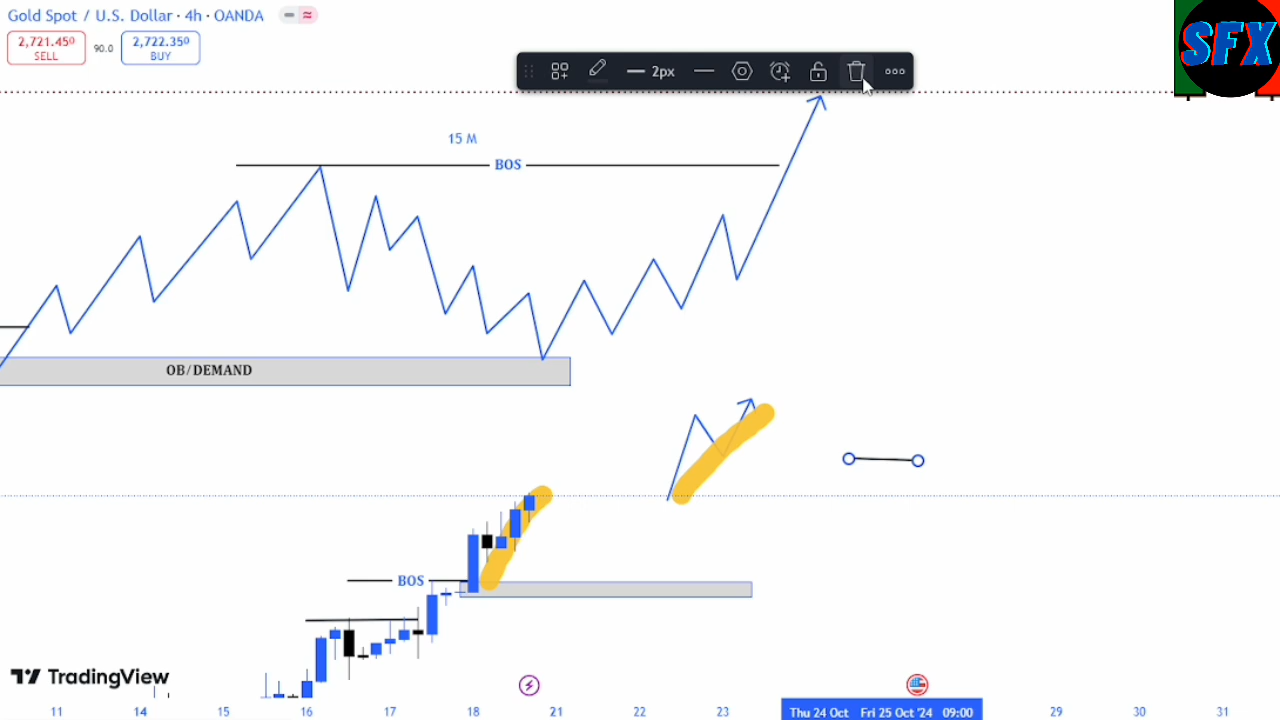 Gold Spot / U.S. Dollar · 4h · OANDA
2,721.450
SELL
90.0
2,722.350
BUY
2px
SFX
15 M
BOS
OB/DEMAND
BOS
TradingView
11 14 15 16 17 18 21 22 23 Thu 24 Oct Fri 25 Oct '24 09:00 29 30 31